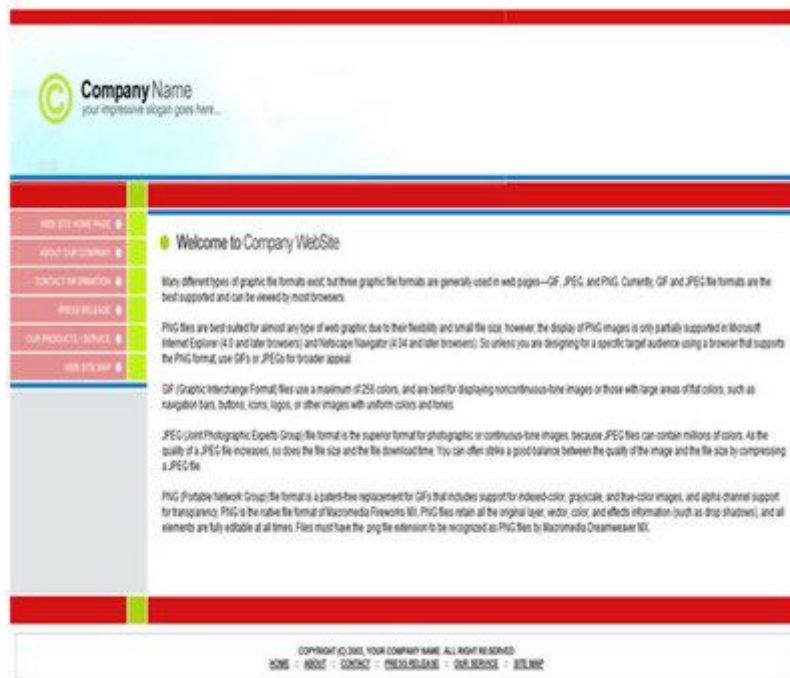 ©
Company Name
your impressive slogan goes here...
WEB SITE HOME PAGE
ABOUT OUR COMPANY
CONTACT INFORMATION
PRESS RELEASE
OUR PRODUCTS / SERVICE
WEB SITE MAP
Welcome to Company WebSite
Many different types of graphic file formats exist, but three graphic file formats are generally used in web pages—GIF, JPEG, and PNG. Currently, GIF and JPEG file formats are the
best supported and can be viewed by most browsers.
PNG files are best suited for almost any type of web graphic due to their flexibility and small file size; however, the display of PNG images is only partially supported in Microsoft
Internet Explorer (4.0 and later browsers) and Netscape Navigator (4.04 and later browsers). So unless you are designing for a specific target audience using a browser that supports
the PNG format, use GIFs or JPEGs for broader appeal.
GIF (Graphic Interchange Format) files use a maximum of 256 colors, and are best for displaying noncontinuous-tone images or those with large areas of flat colors, such as
navigation bars, buttons, icons, logos, or other images with uniform colors and tones.
JPEG (Joint Photographic Experts Group) file format is the superior format for photographic or continuous-tone images, because JPEG files can contain millions of colors. As the
quality of a JPEG file increases, so does the file size and the file download time. You can often strike a good balance between the quality of the image and the file size by compressing
a JPEG file.
PNG (Portable Network Group) file format is a patent-free replacement for GIFs that includes support for indexed-color, grayscale, and true-color images, and alpha channel support
for transparency. PNG is the native file format of Macromedia Fireworks MX. PNG files retain all the original layer, vector, color, and effects information (such as drop shadows), and all
elements are fully editable at all times. Files must have the .png file extension to be recognized as PNG files by Macromedia Dreamweaver MX.
COPYRIGHT (C) 2003, YOUR COMPANY NAME. ALL RIGHT RESERVED
HOME :: ABOUT :: CONTACT :: PRESS RELEASE :: OUR SERVICE :: SITE MAP